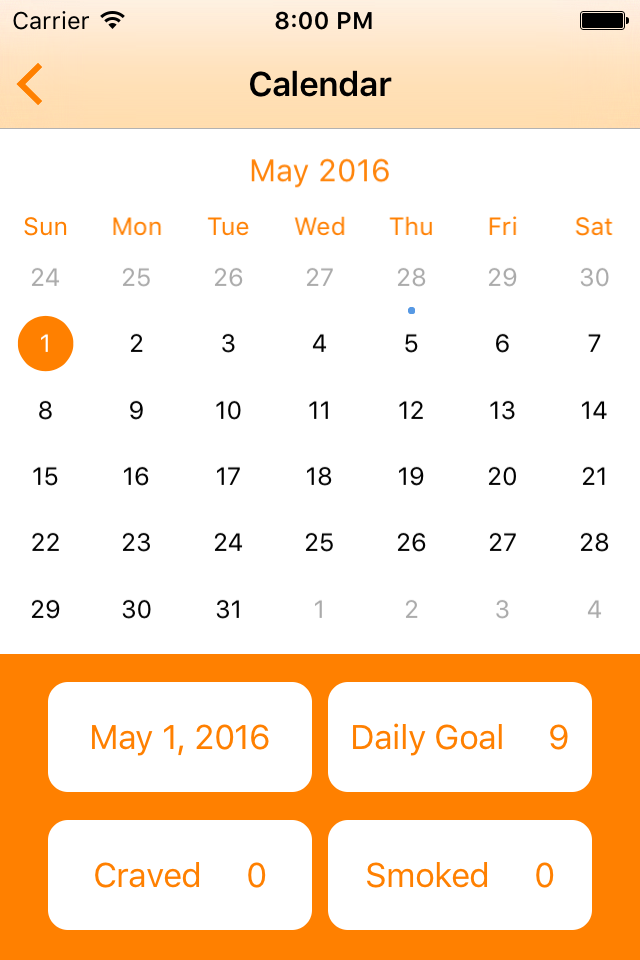 Carrier 8:00 PM
Calendar
May 2016
Sun Mon Tue Wed Thu Fri Sat
24 25 26 27 28 29 30
1 2 3 4 5 6 7
8 9 10 11 12 13 14
15 16 17 18 19 20 21
22 23 24 25 26 27 28
29 30 31 1 2 3 4
May 1, 2016 Daily Goal 9
Craved 0 Smoked 0